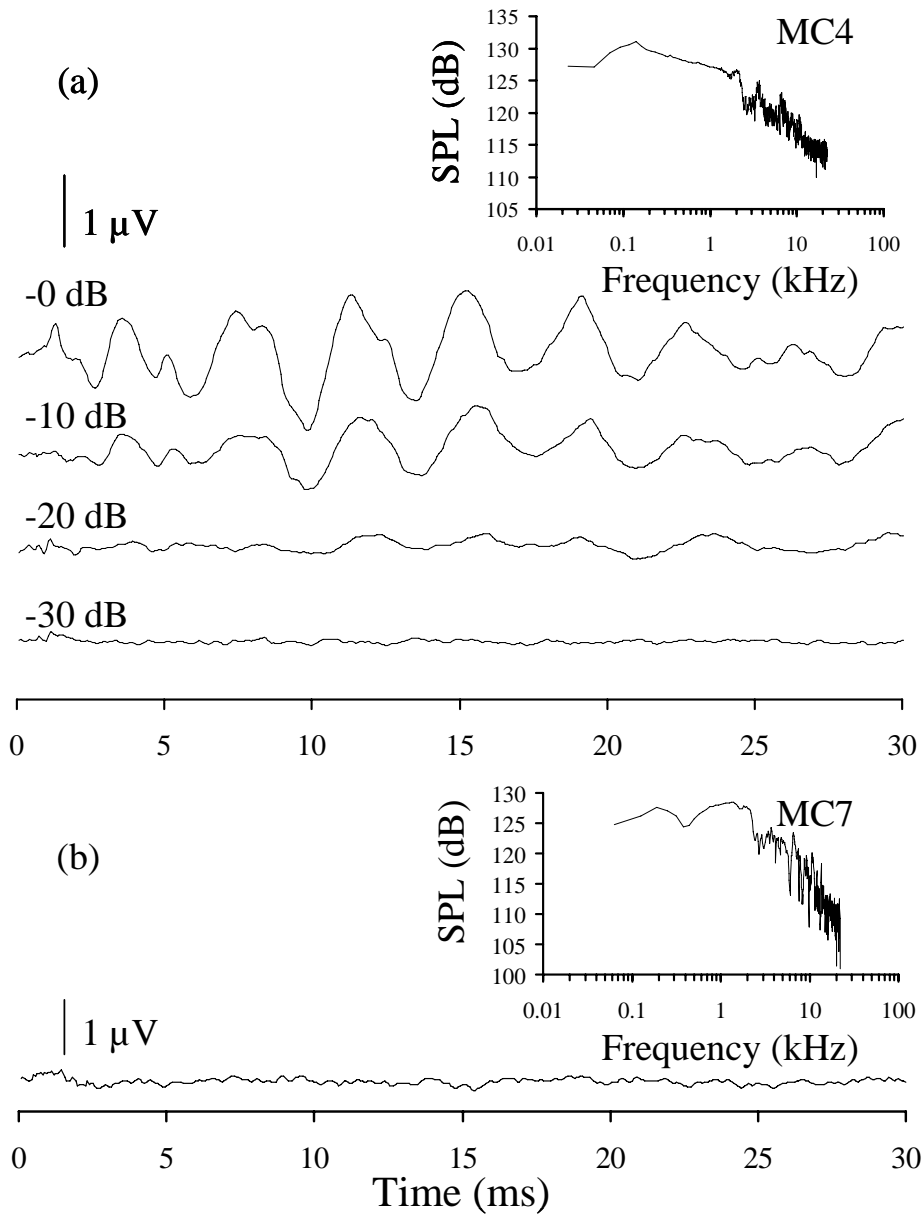 (a)
1 μV
MC4
SPL (dB)
135
130
125
120
115
110
105
0.01 0.1 1 10 100
Frequency (kHz)
-0 dB
-10 dB
-20 dB
-30 dB
0 5 10 15 20 25 30
(b)
1 μV
MC7
SPL (dB)
130
125
120
115
110
105
100
0.01 0.1 1 10 100
Frequency (kHz)
0 5 10 15 20 25 30
Time (ms)